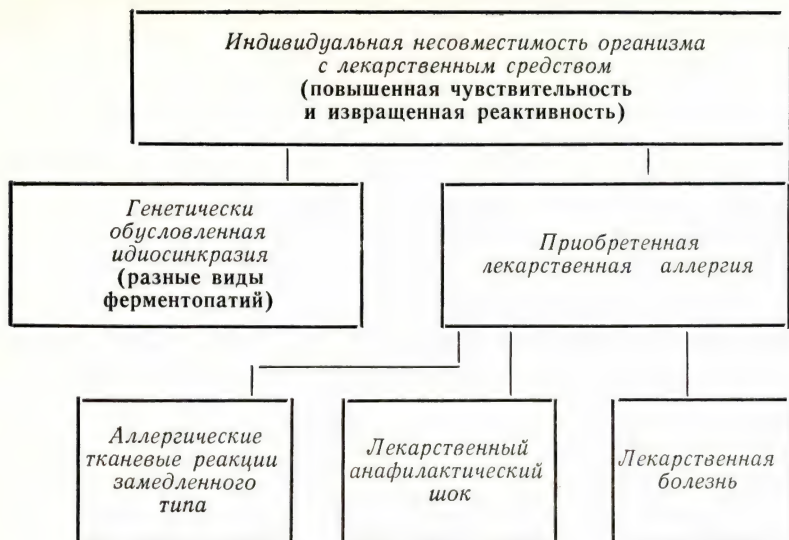 Индивидуальная несовместимость организма
с лекарственным средством
(повышенная чувствительность
и извращенная реактивность)
Генетически
обусловленная
идиосинкразия
(разные виды
ферментопатий)
Приобретенная
лекарственная аллергия
Аллергические
тканевые реакции
замедленного
типа
Лекарственный
анафилактический
шок
Лекарственная
болезнь